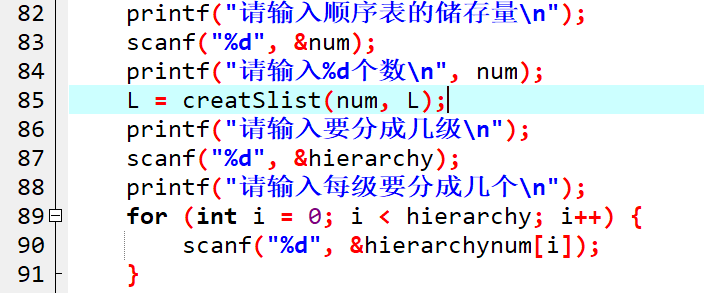 82 printf("请输入顺序表的储存量\n");
83 scanf("%d", &num);
84 printf("请输入%d个数\n", num);
85 L = creatSlist(num, L);
86 printf("请输入要分成几级\n");
87 scanf("%d", &hierarchy);
88 printf("请输入每级要分成几个\n");
89 for (int i = 0; i < hierarchy; i++) {
90 scanf("%d", &hierarchynum[i]);
91 }